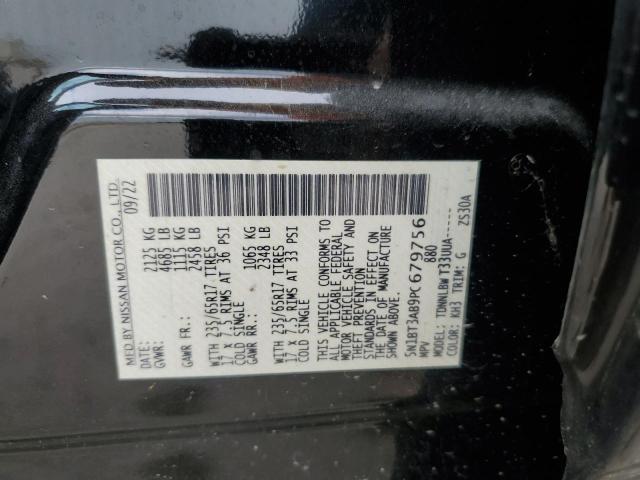 MFD BY NISSAN MOTOR CO., LTD.
DATE: 09/22
GVWR: 2125 KG
4685 LB
GAWR FR: 1115 KG
2458 LB
WITH 235/65R17 TIRES
17 X 7.5 RIMS AT 36 PSI
COLD SINGLE
GAWR RR: 1065 KG
2348 LB
WITH 235/65R17 TIRES
17 X 7.5 RIMS AT 33 PSI
COLD SINGLE
THIS VEHICLE CONFORMS TO
ALL APPLICABLE FEDERAL
MOTOR VEHICLE SAFETY AND
THEFT PREVENTION
STANDARDS IN EFFECT ON
THE DATE OF MANUFACTURE
SHOWN ABOVE.
5N1BT3AB9PC679756
MPV 880
MODEL: TDNNLBW T33UUA------
COLOR: KH3 TRIM: G ZS30A